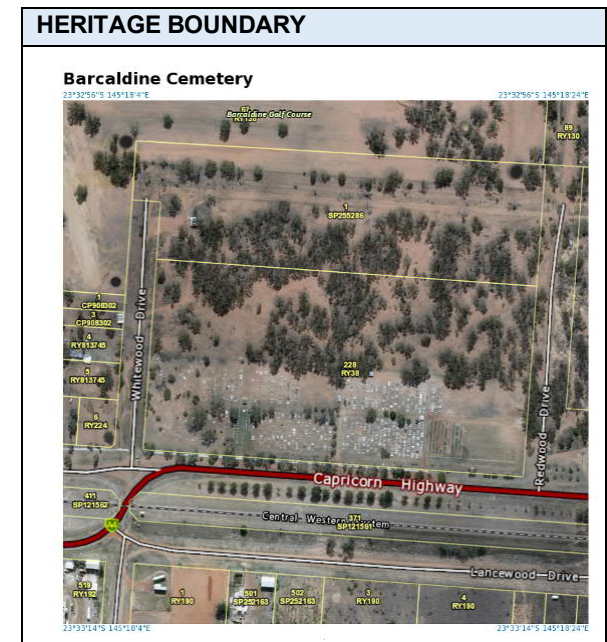 HERITAGE BOUNDARY
Barcaldine Cemetery
23°32'56"S 145°18'4"E
23°32'56"S 145°18'24"E
67
RY130
Barcaldine Golf Course
89
RY130
1
SP255286
1
CP908302
3
CP908302
4
RY813745
5
RY813745
6
RY224
Whitewood Drive
228
RY38
Redwood Drive
Capricorn Highway
411
SP121562
Central Western System
371
SP121561
A4
Lancewood Drive
519
RY192
1
RY190
501
SP252163
502
SP252163
3
RY190
4
RY190
23°33'14"S 145°18'4"E
23°33'14"S 145°18'24"E